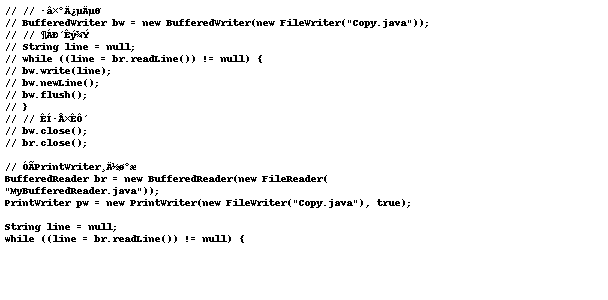 // // ·â×°Ä¿µÄµØ
// BufferedWriter bw = new BufferedWriter(new FileWriter("Copy.java"));
// // ¶ÁÐ´Êý¾Ý
// String line = null;
// while ((line = br.readLine()) != null) {
// bw.write(line);
// bw.newLine();
// bw.flush();
// }
// // ÊÍ·Å×ÊÔ´
// bw.close();
// br.close();

// ÓÃPrintWriter¸Ä½ø°æ
BufferedReader br = new BufferedReader(new FileReader(
"MyBufferedReader.java"));
PrintWriter pw = new PrintWriter(new FileWriter("Copy.java"), true);

String line = null;
while ((line = br.readLine()) != null) {